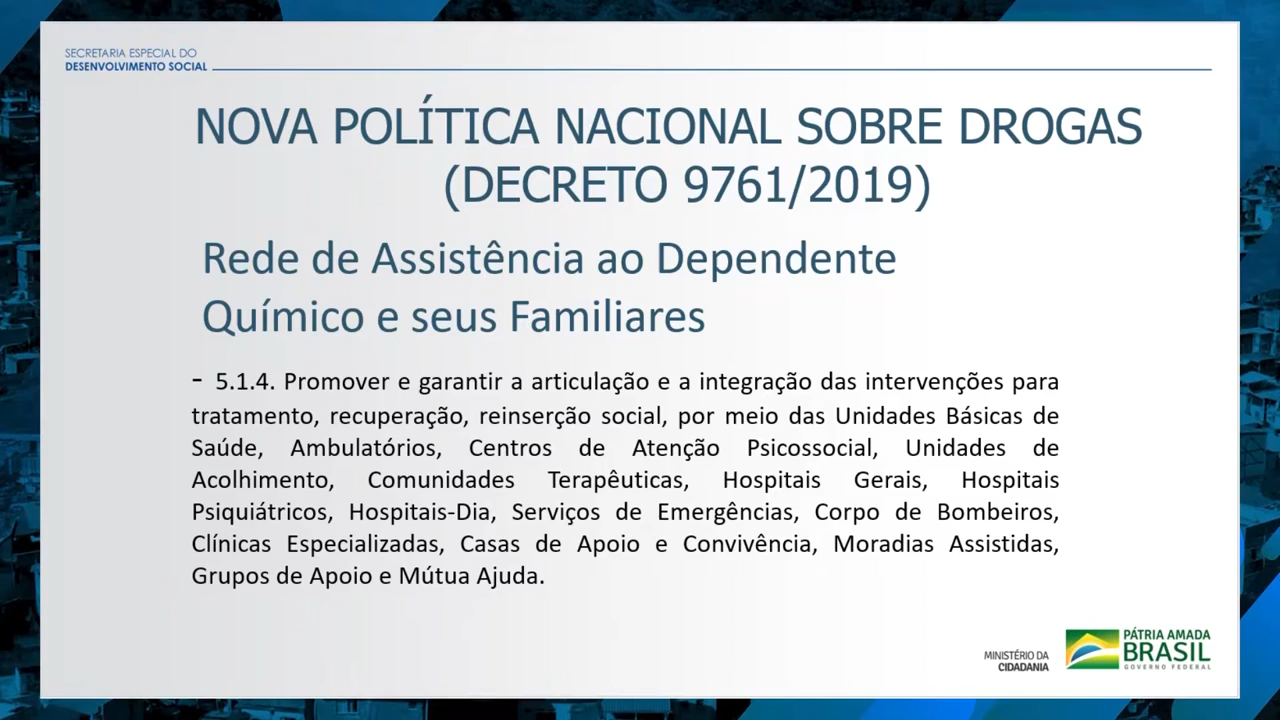 SECRETARIA ESPECIAL DO
DESENVOLVIMENTO SOCIAL
NOVA POLÍTICA NACIONAL SOBRE DROGAS
(DECRETO 9761/2019)
Rede de Assistência ao Dependente
Químico e seus Familiares
- 5.1.4. Promover e garantir a articulação e a integração das intervenções para
tratamento, recuperação, reinserção social, por meio das Unidades Básicas de
Saúde, Ambulatórios, Centros de Atenção Psicossocial, Unidades de
Acolhimento, Comunidades Terapêuticas, Hospitais Gerais, Hospitais
Psiquiátricos, Hospitais-Dia, Serviços de Emergências, Corpo de Bombeiros,
Clínicas Especializadas, Casas de Apoio e Convivência, Moradias Assistidas,
Grupos de Apoio e Mútua Ajuda.
MINISTÉRIO DA
CIDADANIA
PÁTRIA AMADA
BRASIL
GOVERNO FEDERAL